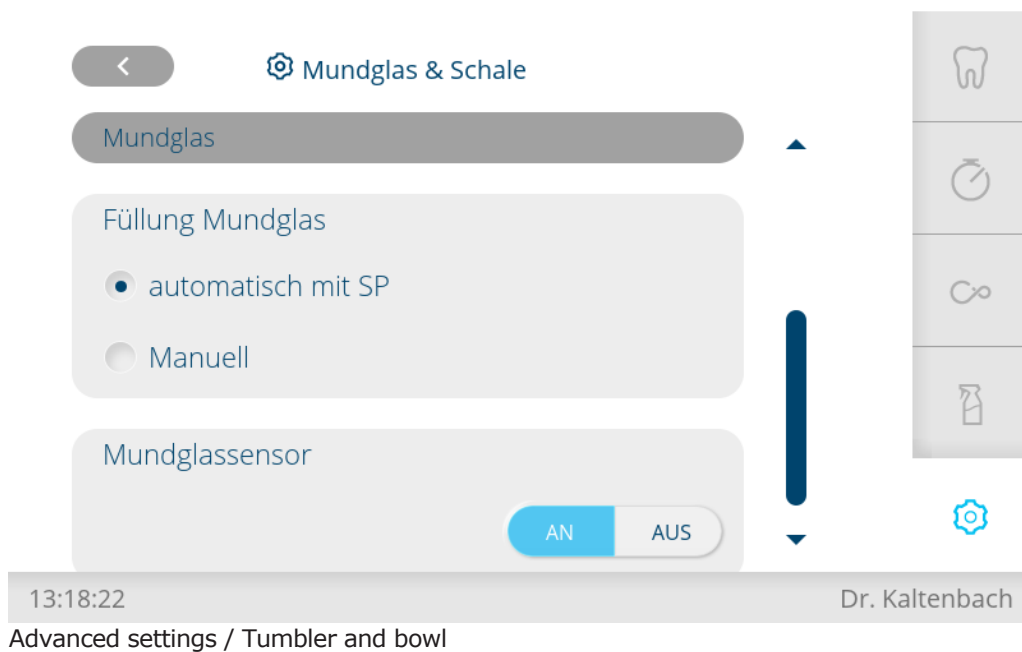 Mundglas & Schale
Mundglas
Füllung Mundglas
automatisch mit SP
Manuell
Mundglassensor
AN AUS
13:18:22 Dr. Kaltenbach
Advanced settings / Tumbler and bowl